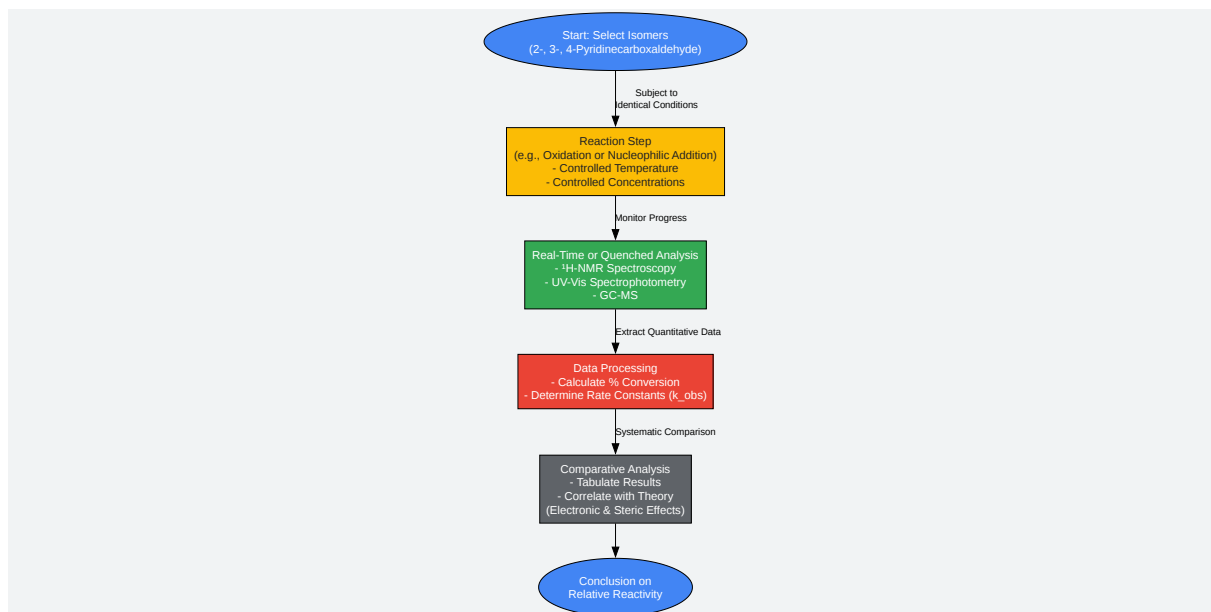 Start: Select Isomers
(2-, 3-, 4-Pyridinecarboxaldehyde)
Subject to
Identical Conditions
Reaction Step
(e.g., Oxidation or Nucleophilic Addition)
- Controlled Temperature
- Controlled Concentrations
Monitor Progress
Real-Time or Quenched Analysis
- ¹H-NMR Spectroscopy
- UV-Vis Spectrophotometry
- GC-MS
Extract Quantitative Data
Data Processing
- Calculate % Conversion
- Determine Rate Constants (k_obs)
Systematic Comparison
Comparative Analysis
- Tabulate Results
- Correlate with Theory
(Electronic & Steric Effects)
Conclusion on
Relative Reactivity